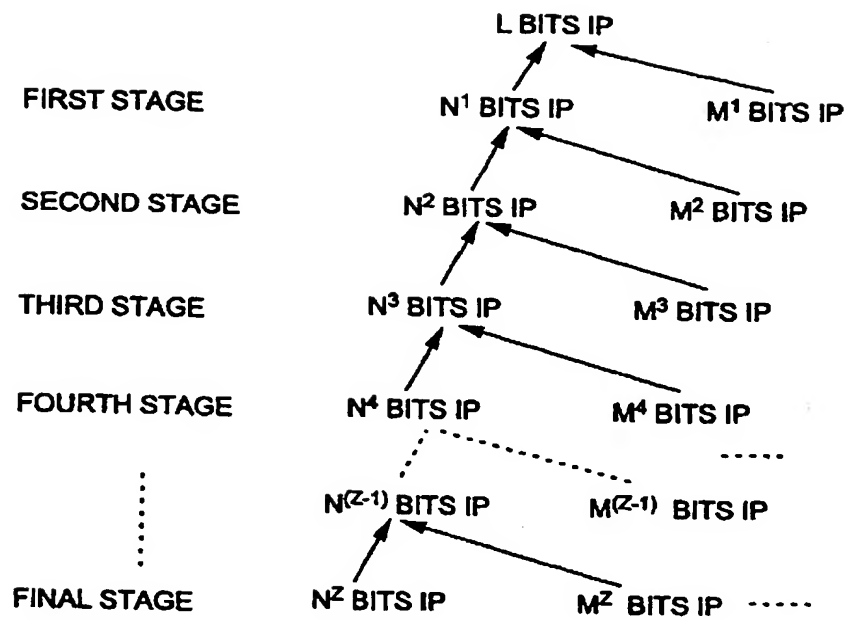 L BITS IP
FIRST STAGE N¹ BITS IP M¹ BITS IP
SECOND STAGE N² BITS IP M² BITS IP
THIRD STAGE N³ BITS IP M³ BITS IP
FOURTH STAGE N⁴ BITS IP M⁴ BITS IP
N⁽ᶻ⁻¹⁾ BITS IP M⁽ᶻ⁻¹⁾ BITS IP
FINAL STAGE Nᶻ BITS IP Mᶻ BITS IP